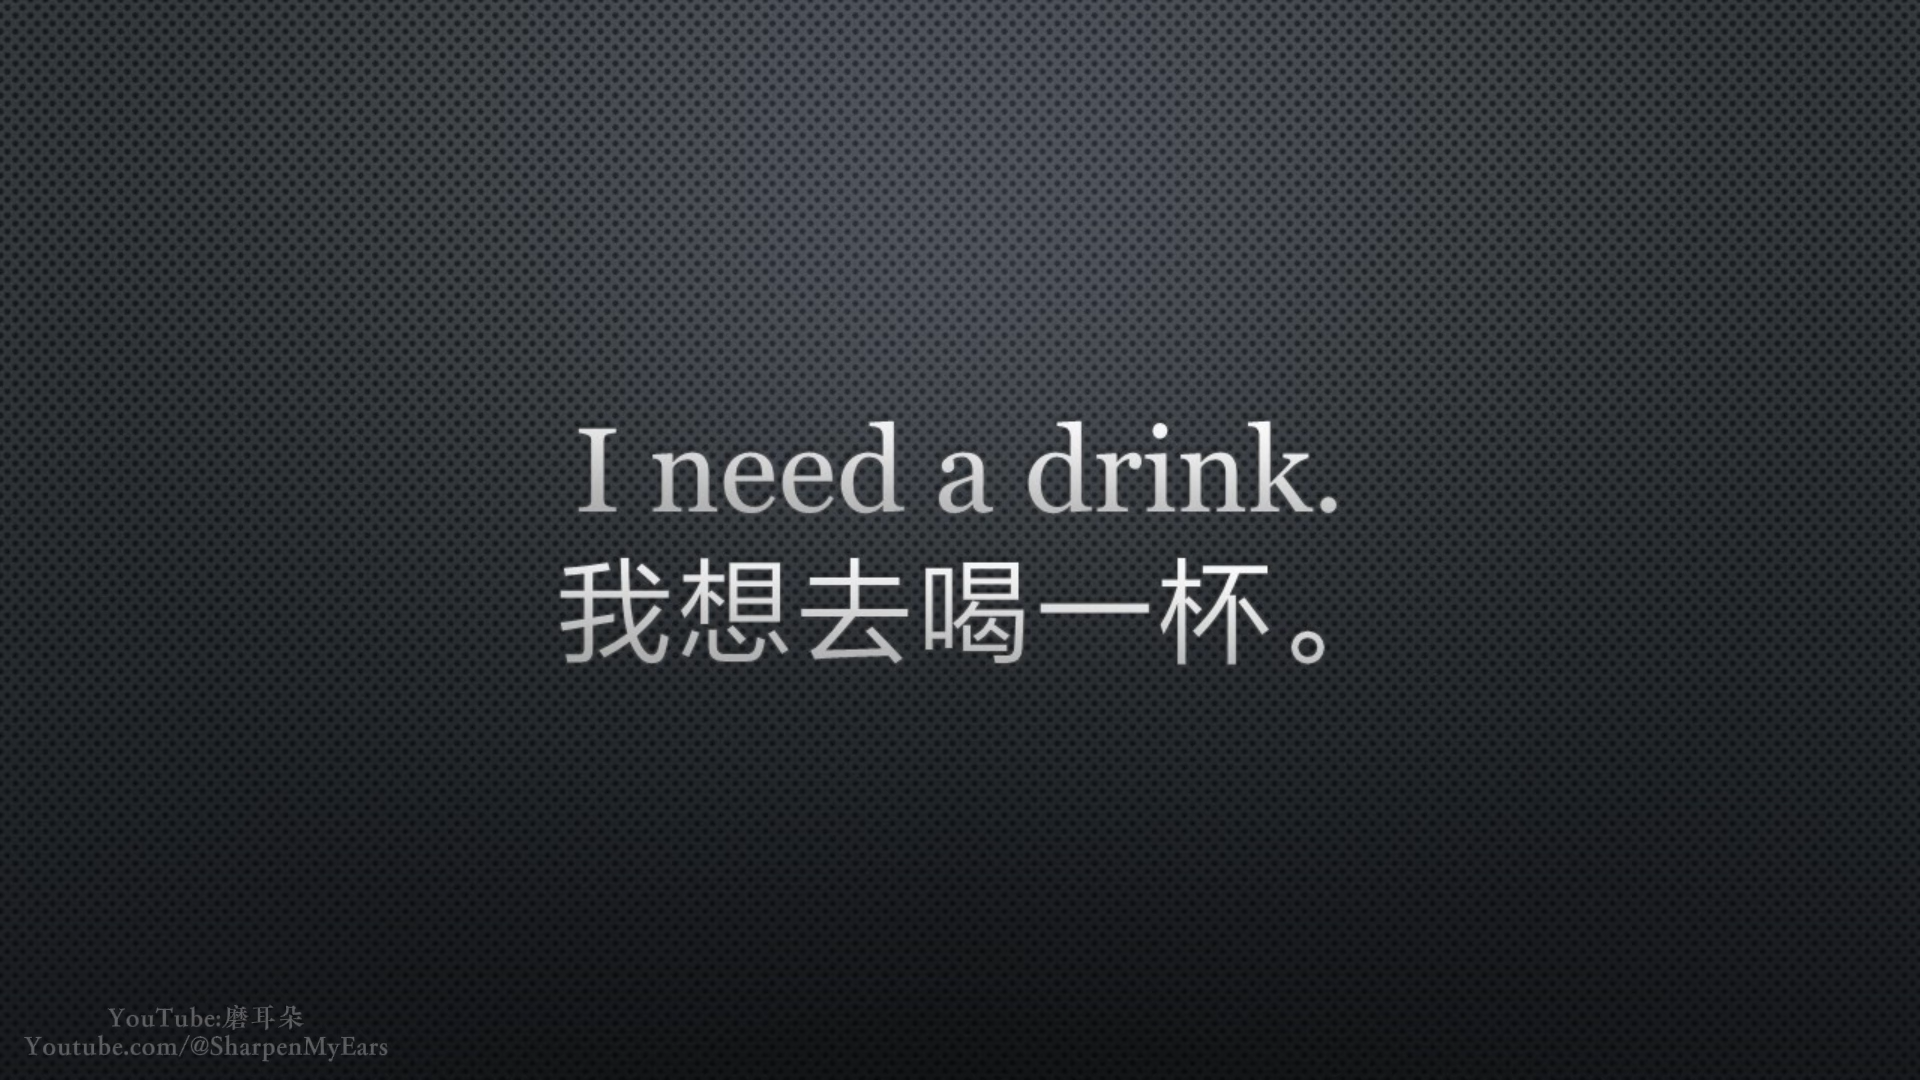 I need a drink.
我想去喝一杯。
YouTube:磨耳朵
Youtube.com/@SharpenMyEars